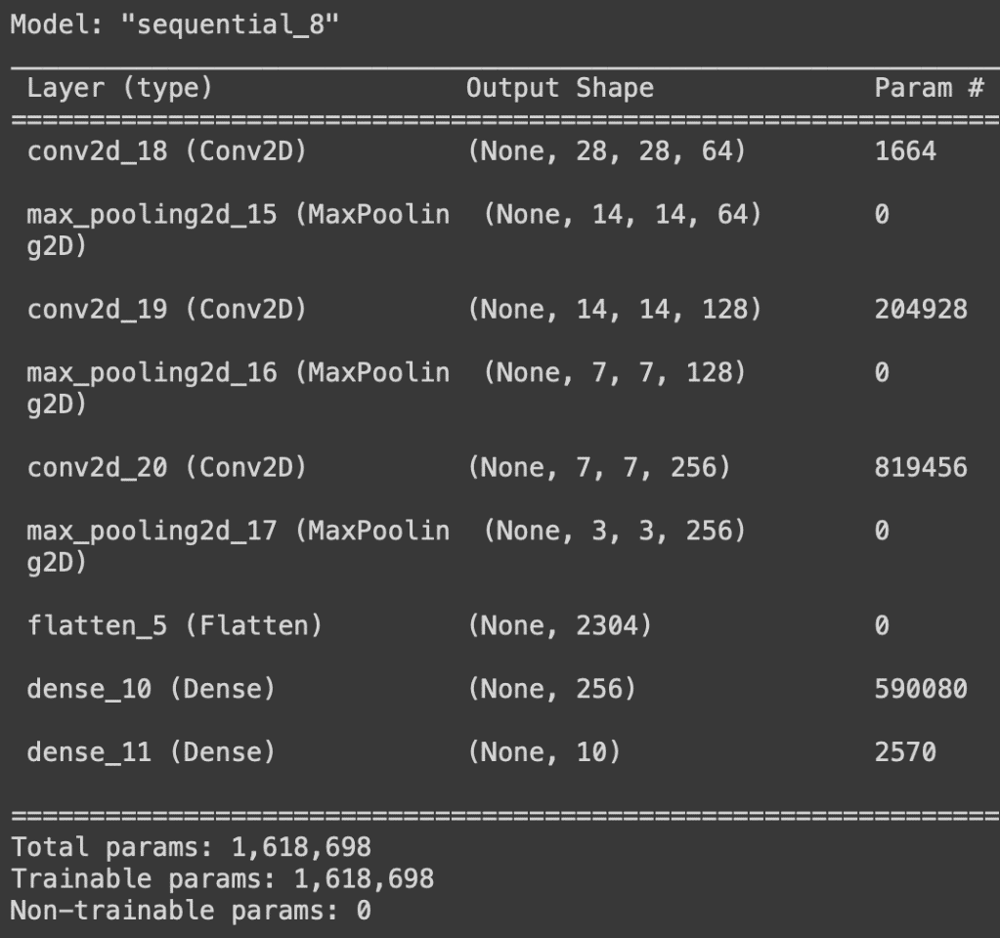 Model: "sequential_8"
Layer (type) Output Shape Param #
conv2d_18 (Conv2D) (None, 28, 28, 64) 1664
max_pooling2d_15 (MaxPoolin (None, 14, 14, 64) 0
g2D)
conv2d_19 (Conv2D) (None, 14, 14, 128) 204928
max_pooling2d_16 (MaxPoolin (None, 7, 7, 128) 0
g2D)
conv2d_20 (Conv2D) (None, 7, 7, 256) 819456
max_pooling2d_17 (MaxPoolin (None, 3, 3, 256) 0
g2D)
flatten_5 (Flatten) (None, 2304) 0
dense_10 (Dense) (None, 256) 590080
dense_11 (Dense) (None, 10) 2570
Total params: 1,618,698
Trainable params: 1,618,698
Non-trainable params: 0